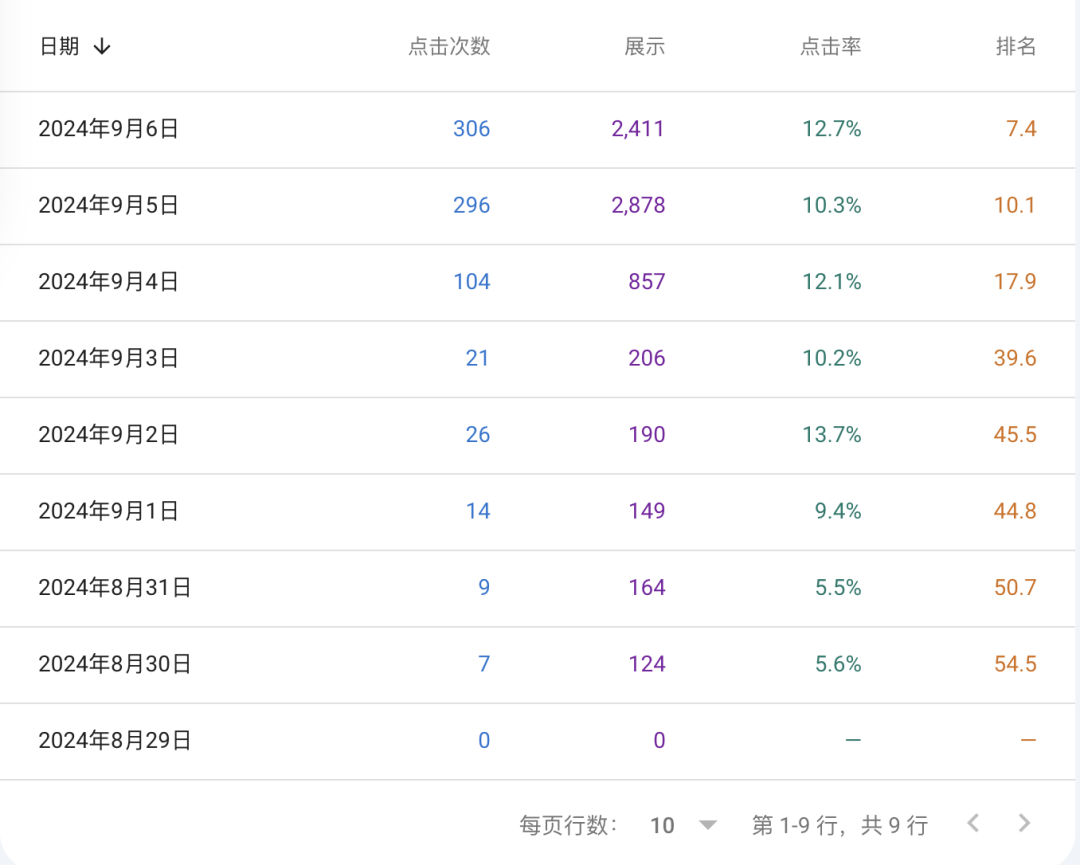 日期 ↓ 点击次数 展示 点击率 排名
2024年9月6日 306 2,411 12.7% 7.4
2024年9月5日 296 2,878 10.3% 10.1
2024年9月4日 104 857 12.1% 17.9
2024年9月3日 21 206 10.2% 39.6
2024年9月2日 26 190 13.7% 45.5
2024年9月1日 14 149 9.4% 44.8
2024年8月31日 9 164 5.5% 50.7
2024年8月30日 7 124 5.6% 54.5
2024年8月29日 0 0 – –
每页行数： 10 第 1-9 行，共 9 行